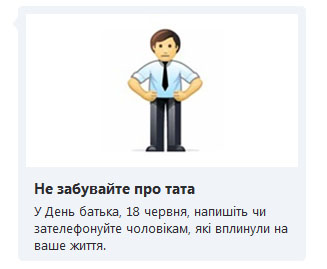 Не забувайте про тата
У День батька, 18 червня, напишіть чи
зателефонуйте чоловікам, які вплинули на
ваше життя.